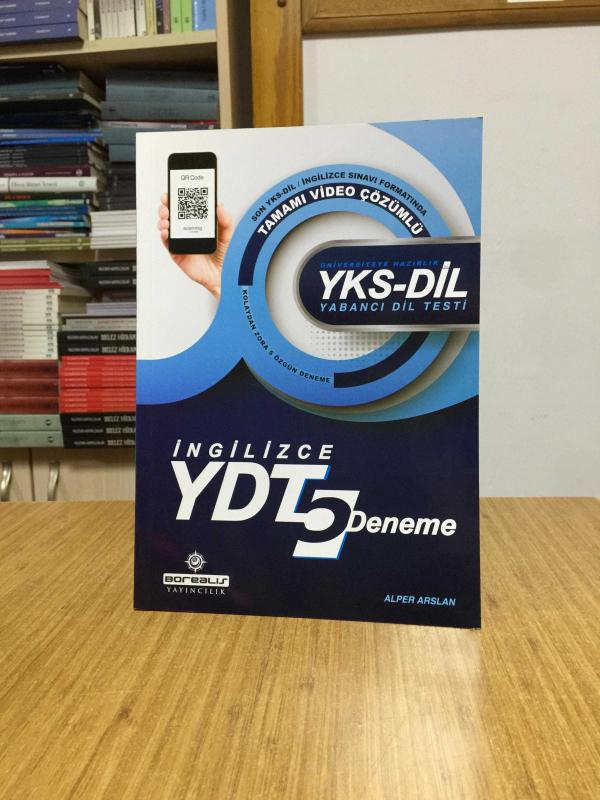 QR Code
SON YKS-DİL / İNGİLİZCE SINAVI FORMATINDA
TAMAMI VİDEO ÇÖZÜMLÜ
ÜNİVERSİTEYE HAZIRLIK
YKS-DİL
YABANCI DİL TESTİ
KOLAYDAN ZORA 5 ÖZGÜN DENEME
İNGİLİZCE
YDT 5 Deneme
BOREALIS
YAYINCILIK
ALPER ARSLAN